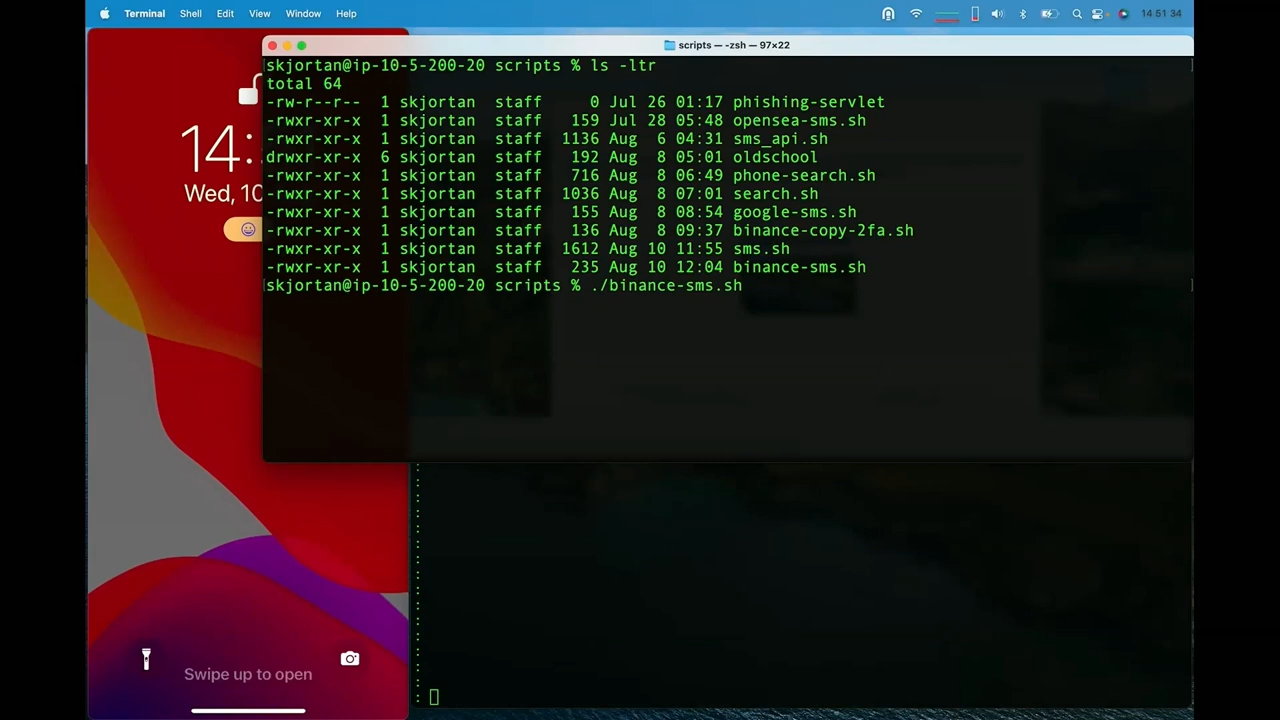 Terminal Shell Edit View Window Help 14 51 34
scripts — -zsh — 97×22
skjortan@ip-10-5-200-20 scripts % ls -ltr
total 64
-rw-r--r-- 1 skjortan staff 0 Jul 26 01:17 phishing-servlet
-rwxr-xr-x 1 skjortan staff 159 Jul 28 05:48 opensea-sms.sh
-rwxr-xr-x 1 skjortan staff 1136 Aug 6 04:31 sms_api.sh
drwxr-xr-x 6 skjortan staff 192 Aug 8 05:01 oldschool
-rwxr-xr-x 1 skjortan staff 716 Aug 8 06:49 phone-search.sh
-rwxr-xr-x 1 skjortan staff 1036 Aug 8 07:01 search.sh
-rwxr-xr-x 1 skjortan staff 155 Aug 8 08:54 google-sms.sh
-rwxr-xr-x 1 skjortan staff 136 Aug 8 09:37 binance-copy-2fa.sh
-rwxr-xr-x 1 skjortan staff 1612 Aug 10 11:55 sms.sh
-rwxr-xr-x 1 skjortan staff 235 Aug 10 12:04 binance-sms.sh
skjortan@ip-10-5-200-20 scripts % ./binance-sms.sh
14:
Wed, 10
Swipe up to open